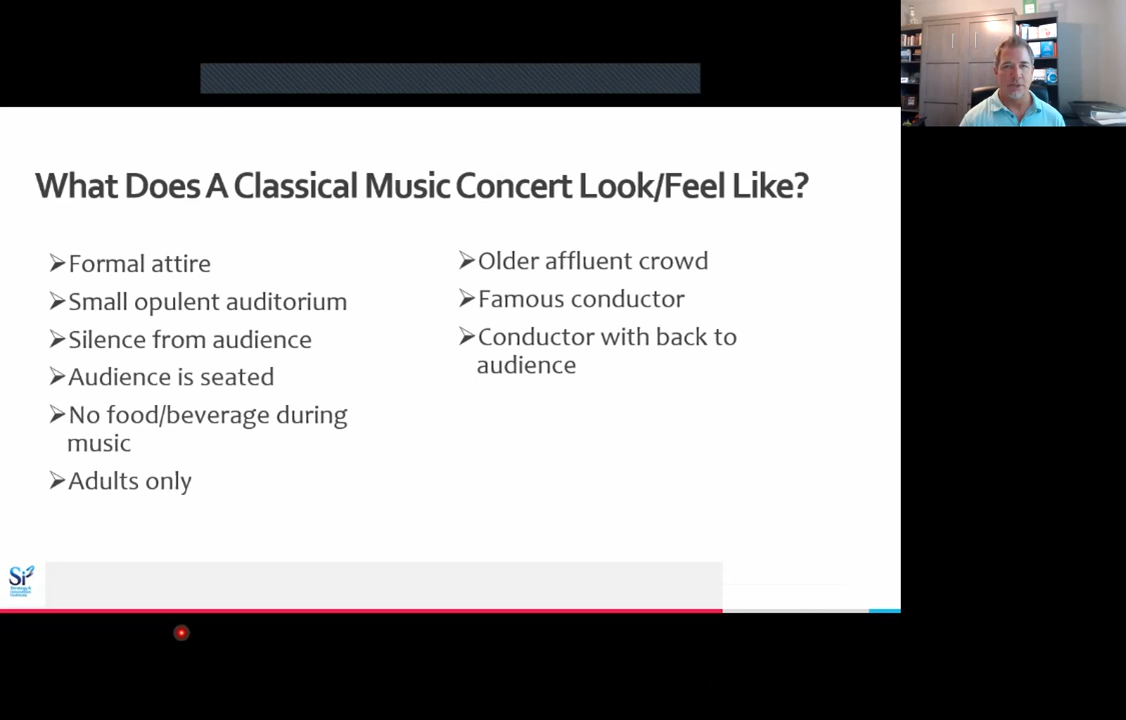 What Does A Classical Music Concert Look/Feel Like?
➢Formal attire
➢Small opulent auditorium
➢Silence from audience
➢Audience is seated
➢No food/beverage during
music
➢Adults only
➢Older affluent crowd
➢Famous conductor
➢Conductor with back to
audience
Si²